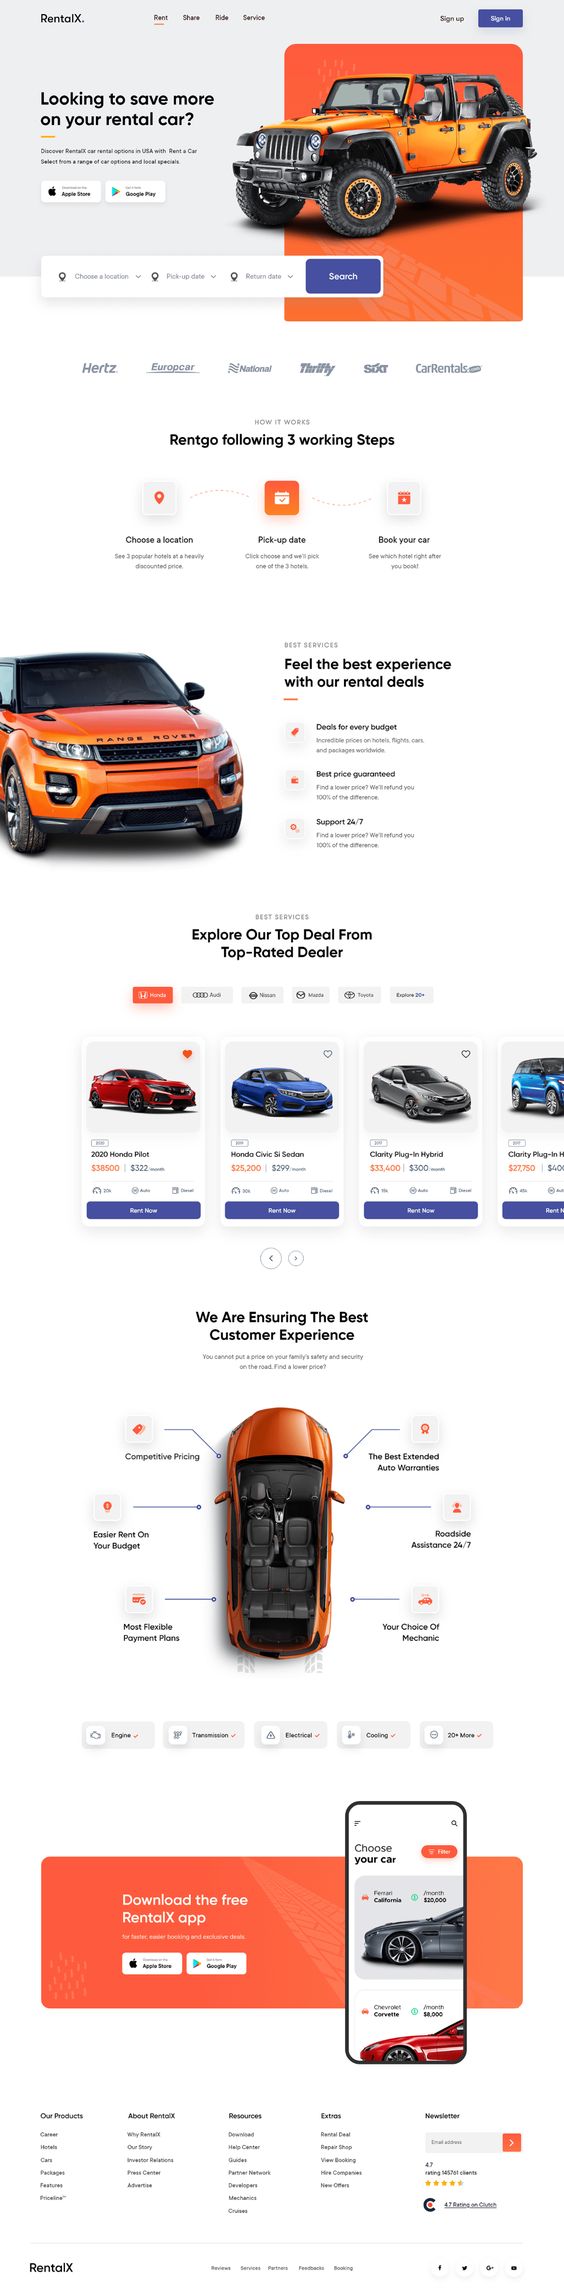 RentalX.
Rent Share Ride Service
Sign up
Sign in
Looking to save more
on your rental car?
Discover RentalX car rental options in USA with Rent a Car
Select from a range of car options and local specials.
Download on the
Apple Store
Get it from
Google Play
Choose a location
Pick-up date
Return date
Search
Hertz.
Europcar
National
Thrifty
SIXT
CarRentals
HOW IT WORKS
Rentgo following 3 working Steps
Choose a location
See 3 popular hotels at a heavily
discounted price.
Pick-up date
Click choose and we'll pick
one of the 3 hotels.
Book your car
See which hotel right after
you book!
RANGE ROVER
BEST SERVICES
Feel the best experience
with our rental deals
Deals for every budget
Incredible prices on hotels, flights, cars,
and packages worldwide.
Best price guaranteed
Find a lower price? We'll refund you
100% of the difference.
Support 24/7
Find a lower price? We'll refund you
100% of the difference.
BEST SERVICES
Explore Our Top Deal From
Top-Rated Dealer
Honda
Audi
Nissan
Mazda
Toyota
Explore 20+
2020
2020 Honda Pilot
$38500 | $322/month
20k Auto Diesel
Rent Now
2019
Honda Civic Si Sedan
$25,200 | $299/month
30k Auto Diesel
Rent Now
2017
Clarity Plug-In Hybrid
$33,400 | $300/month
15k Auto Diesel
Rent Now
2017
Clarity Plug-In H
$27,750 | $400
45k Aut
Rent N
We Are Ensuring The Best
Customer Experience
You cannot put a price on your family's safety and security
on the road. Find a lower price?
Competitive Pricing
The Best Extended
Auto Warranties
Easier Rent On
Your Budget
Roadside
Assistance 24/7
Most Flexible
Payment Plans
Your Choice Of
Mechanic
Engine
Transmission
Electrical
Cooling
20+ More
Download the free
RentalX app
for faster, easier booking and exclusive deals.
Download on the
Apple Store
Get it from
Google Play
Choose
your car
Filter
Ferrari
California
/month
$20,000
Chevrolet
Corvette
/month
$8,000
Our Products
Career
Hotels
Cars
Packages
Features
Priceline™
About RentalX
Why RentalX
Our Story
Investor Relations
Press Center
Advertise
Resources
Download
Help Center
Guides
Partner Network
Developers
Mechanics
Cruises
Extras
Rental Deal
Repair Shop
View Booking
Hire Companies
New Offers
Newsletter
Email address
4.7
rating 145761 clients
4.7 Rating on Clutch
RentalX
Reviews Services Partners Feedbacks Booking